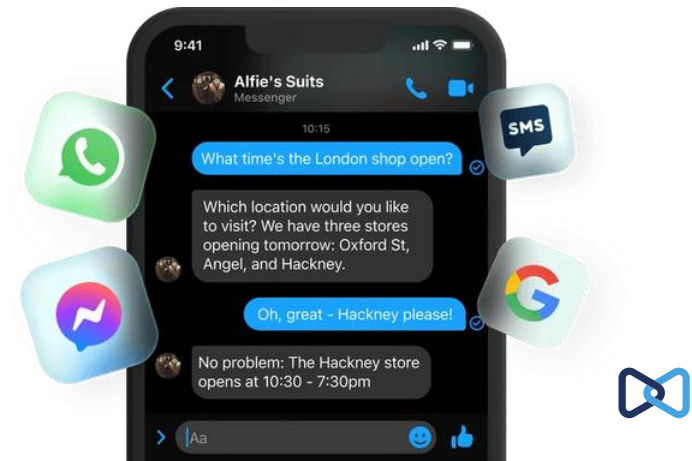 9:41
Alfie's Suits
Messenger
10:15
What time's the London shop open?
Which location would you like
to visit? We have three stores
opening tomorrow: Oxford St,
Angel, and Hackney.
Oh, great - Hackney please!
No problem: The Hackney store
opens at 10:30 - 7:30pm
Aa
SMS
G